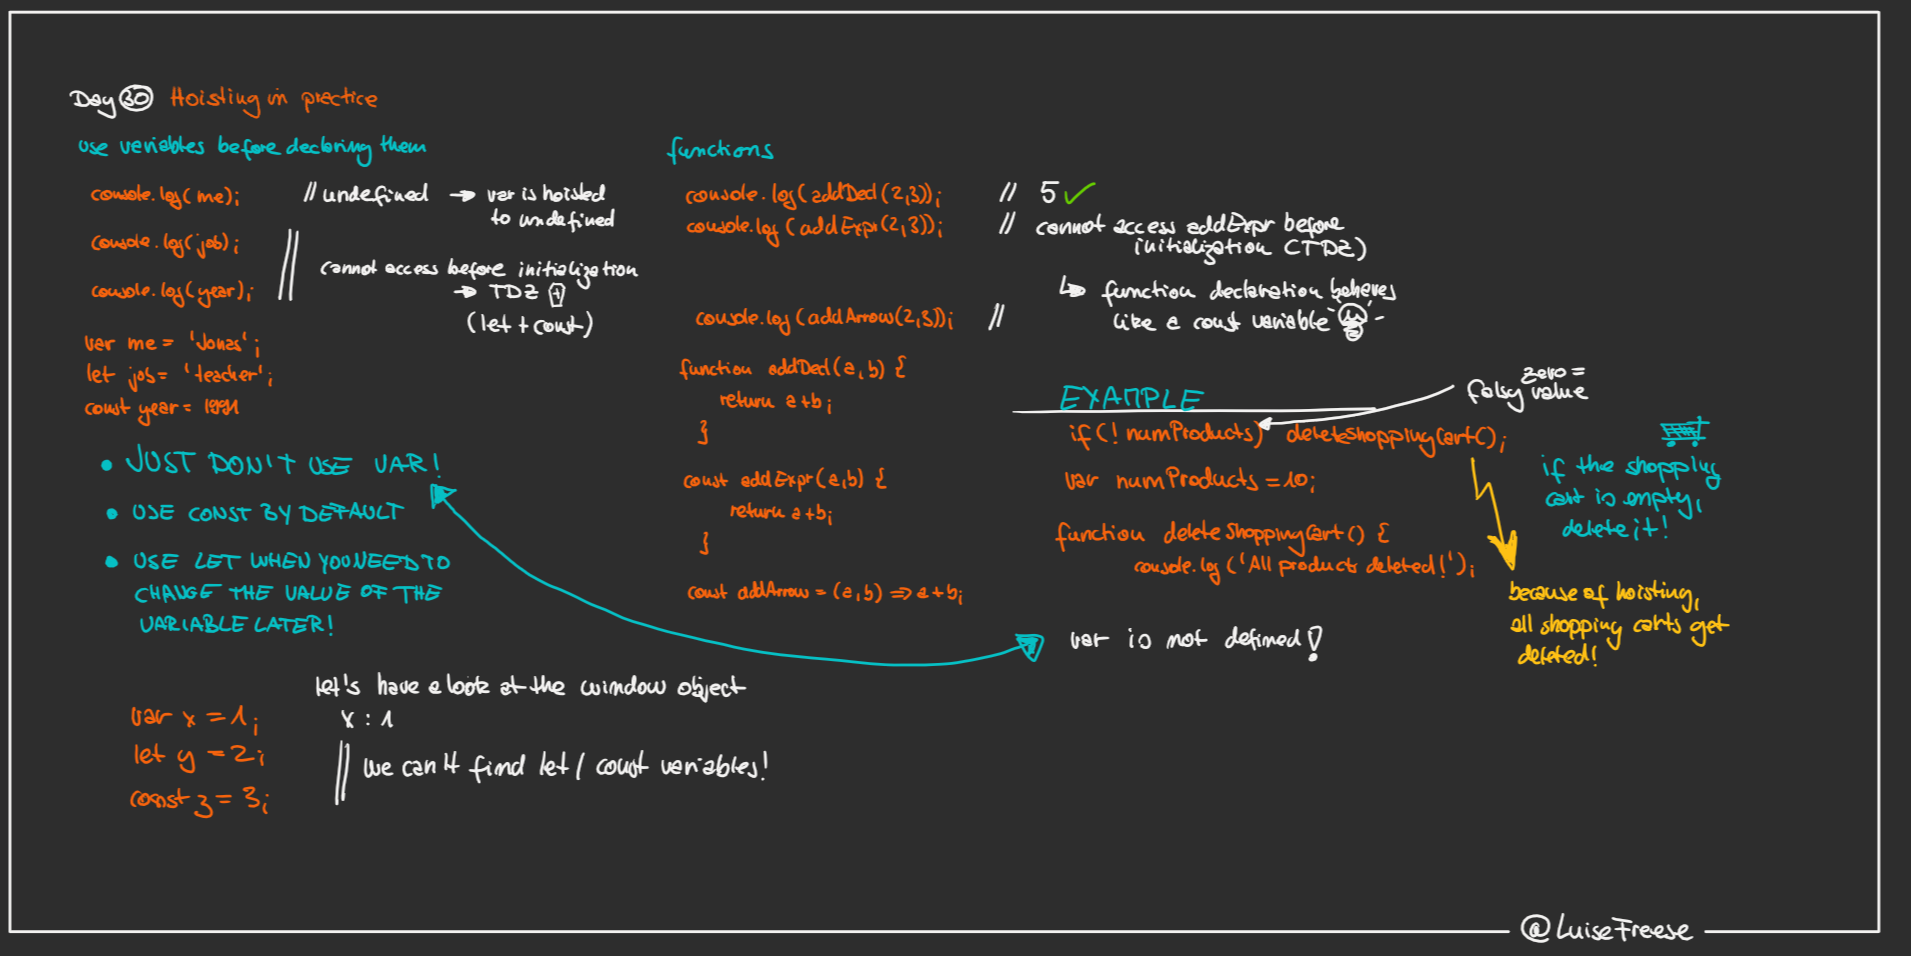 Day 30 Hoisting in practice
use variables before declaring them
console.log(me); // undefined → var is hoisted
to undefined
console.log(job);
cannot access before initialization
→ TDZ
console.log(year);
(let + const)
var me = 'Jonas';
let job = 'teacher';
const year = 1991
• JUST DON'T USE VAR!
• USE CONST BY DEFAULT
• USE LET WHEN YOU NEED TO
CHANGE THE VALUE OF THE
VARIABLE LATER!
let's have a look at the window object
var x = 1; x : 1
let y = 2;
const z = 3;
we can't find let / const variables!
functions
console.log(addDecl(2,3)); // 5 ✓
console.log(addExpr(2,3)); // cannot access addExpr before
initialization (TDZ)
↳ function declaration behaves
like a const variable
console.log(addArrow(2,3)); //
function addDecl(a,b) {
return a+b;
}
const addExpr(a,b) {
return a+b;
}
const addArrow = (a,b) => a+b;
EXAMPLE
zero =
falsy value
if(!numProducts) deleteShoppingCart();
var numProducts = 10;
function deleteShoppingCart() {
console.log('All products deleted!');
var is not defined!
if the shopping
cart is empty,
delete it!
because of hoisting,
all shopping carts get
deleted!
@LuiseFreese